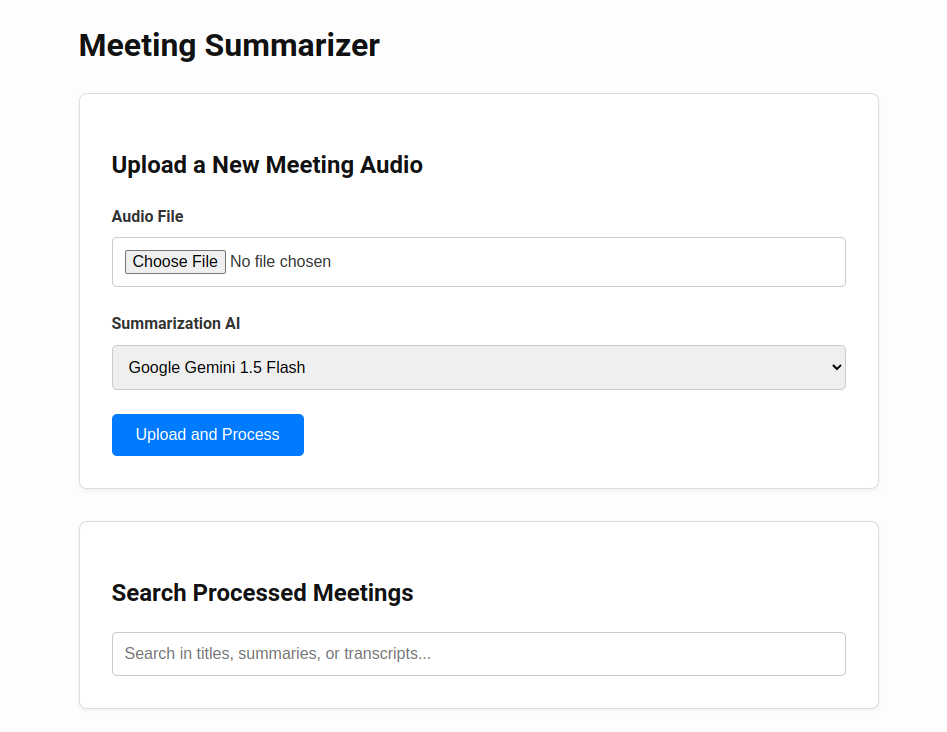 Meeting Summarizer
Upload a New Meeting Audio
Audio File
Choose File No file chosen
Summarization AI
Google Gemini 1.5 Flash
Upload and Process
Search Processed Meetings
Search in titles, summaries, or transcripts...